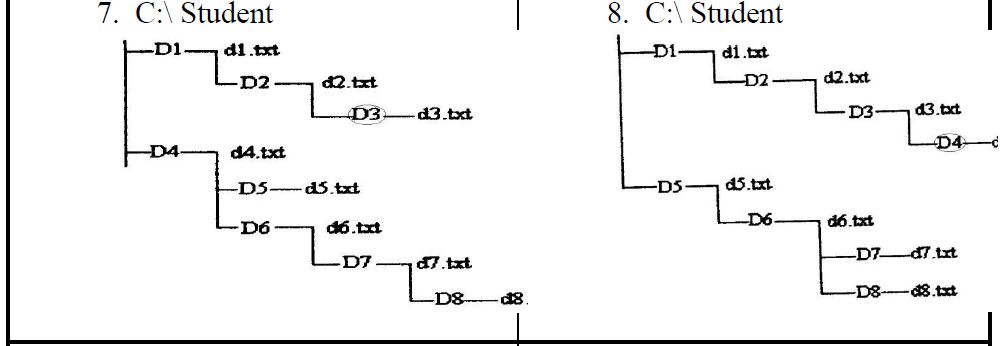 7. C:\ Student
D1 d1.txt
D2 d2.txt
D3 d3.txt
D4 d4.txt
D5 d5.txt
D6 d6.txt
D7 d7.txt
D8 d8.
8. C:\ Student
D1 d1.txt
D2 d2.txt
D3 d3.txt
D4
D5 d5.txt
D6 d6.txt
D7 d7.txt
D8 d8.txt